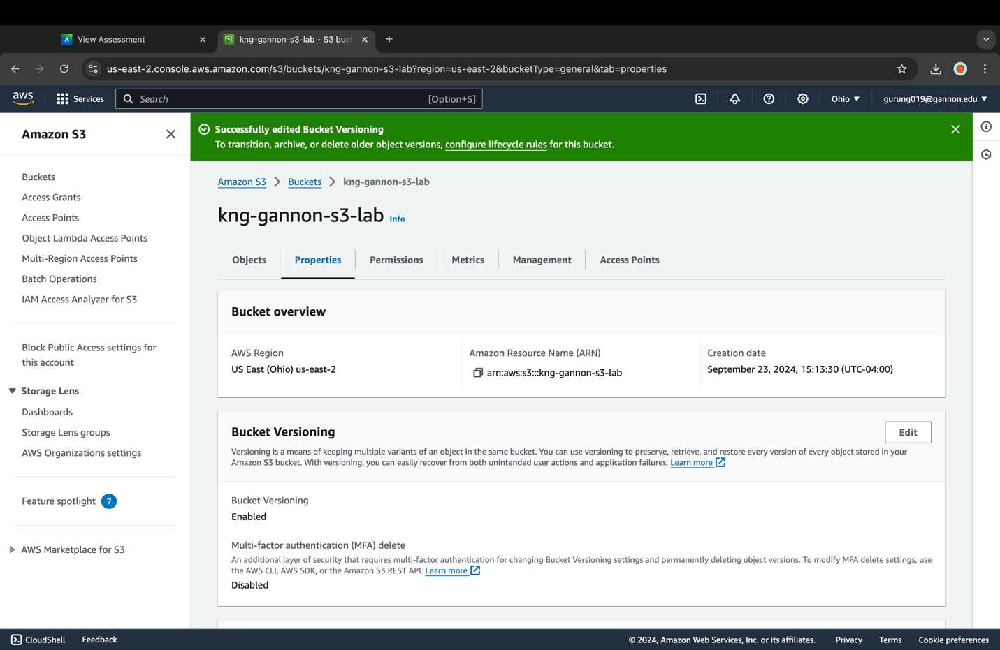 View Assessment
kng-gannon-s3-lab - S3 buc
us-east-2.console.aws.amazon.com/s3/buckets/kng-gannon-s3-lab?region=us-east-2&bucketType=general&tab=properties
aws
Services
Search
[Option+S]
Ohio
gurung019@gannon.edu
Amazon S3
Buckets
Access Grants
Access Points
Object Lambda Access Points
Multi-Region Access Points
Batch Operations
IAM Access Analyzer for S3
Block Public Access settings for
this account
Storage Lens
Dashboards
Storage Lens groups
AWS Organizations settings
Feature spotlight 7
AWS Marketplace for S3
Successfully edited Bucket Versioning
To transition, archive, or delete older object versions, configure lifecycle rules for this bucket.
Amazon S3 > Buckets > kng-gannon-s3-lab
kng-gannon-s3-lab Info
Objects
Properties
Permissions
Metrics
Management
Access Points
Bucket overview
AWS Region
US East (Ohio) us-east-2
Amazon Resource Name (ARN)
arn:aws:s3:::kng-gannon-s3-lab
Creation date
September 23, 2024, 15:13:30 (UTC-04:00)
Bucket Versioning
Edit
Versioning is a means of keeping multiple variants of an object in the same bucket. You can use versioning to preserve, retrieve, and restore every version of every object stored in your
Amazon S3 bucket. With versioning, you can easily recover from both unintended user actions and application failures. Learn more
Bucket Versioning
Enabled
Multi-factor authentication (MFA) delete
An additional layer of security that requires multi-factor authentication for changing Bucket Versioning settings and permanently deleting object versions. To modify MFA delete settings, use
the AWS CLI, AWS SDK, or the Amazon S3 REST API. Learn more
Disabled
CloudShell
Feedback
© 2024, Amazon Web Services, Inc. or its affiliates.
Privacy
Terms
Cookie preferences